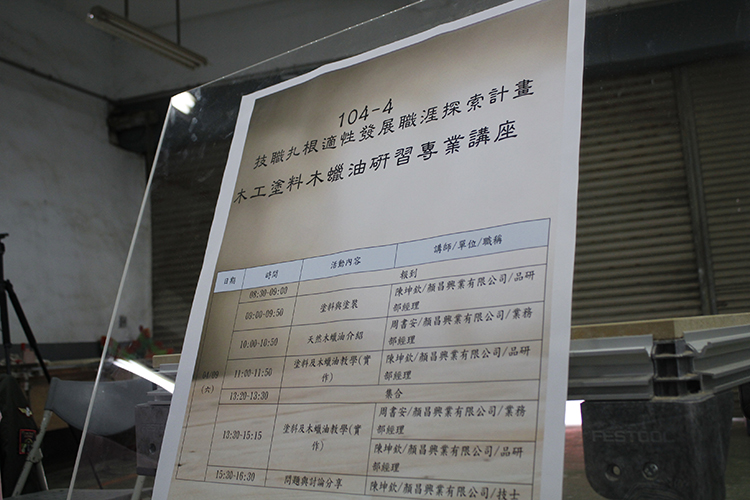 104-4
技職扎根適性發展職涯探索計畫
木工塗料木蠟油研習專業講座
日期 時間 活動內容 講師/單位/職稱
08:30-09:00 報到
09:00-09:50 塗料與塗裝 陳坤欽/顏昌興業有限公司/品研
部經理
10:00-10:50 天然木蠟油介紹 周書安/顏昌興業有限公司/業務
部經理
11:00-11:50 塗料及木蠟油教學(實
作) 陳坤欽/顏昌興業有限公司/品研
部經理
(六)
13:20-13:30 集合
13:30-15:15 塗料及木蠟油教學(實
作) 周書安/顏昌興業有限公司/業務
部經理
陳坤欽/顏昌興業有限公司/品研
部經理
15:30-16:30 問題與討論分享 陳坤欽/顏昌興業有限公司/技士
FESTOOL